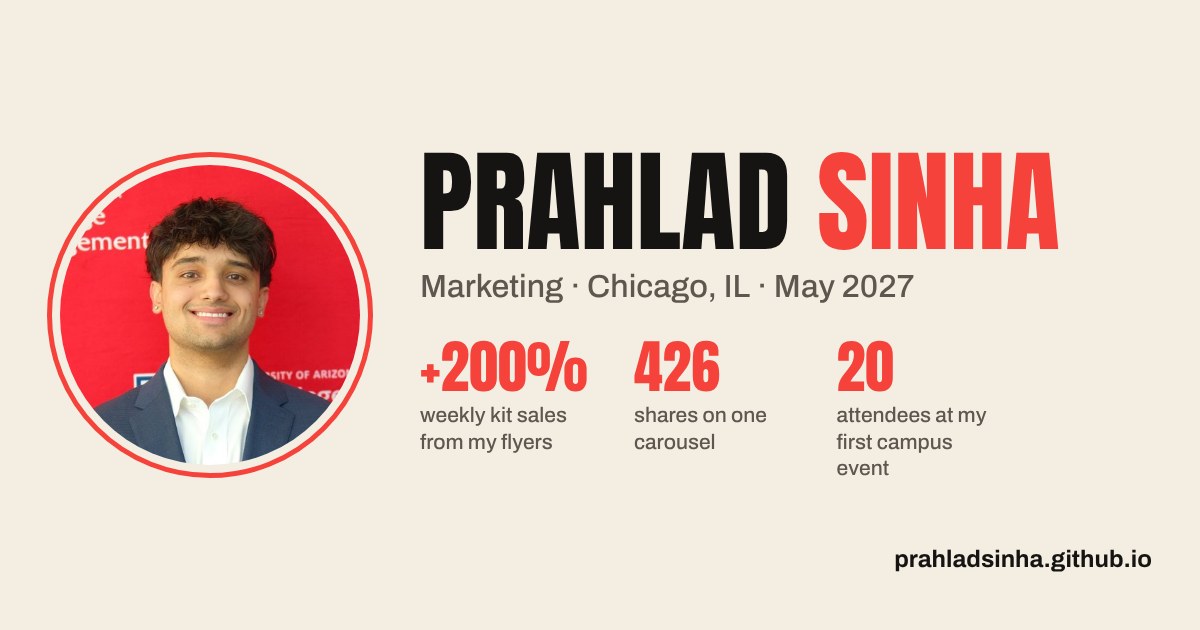 PRAHLAD SINHA
Marketing · Chicago, IL · May 2027
+200%
weekly kit sales
from my flyers
426
shares on one
carousel
20
attendees at my
first campus
event
prahladsinha.github.io